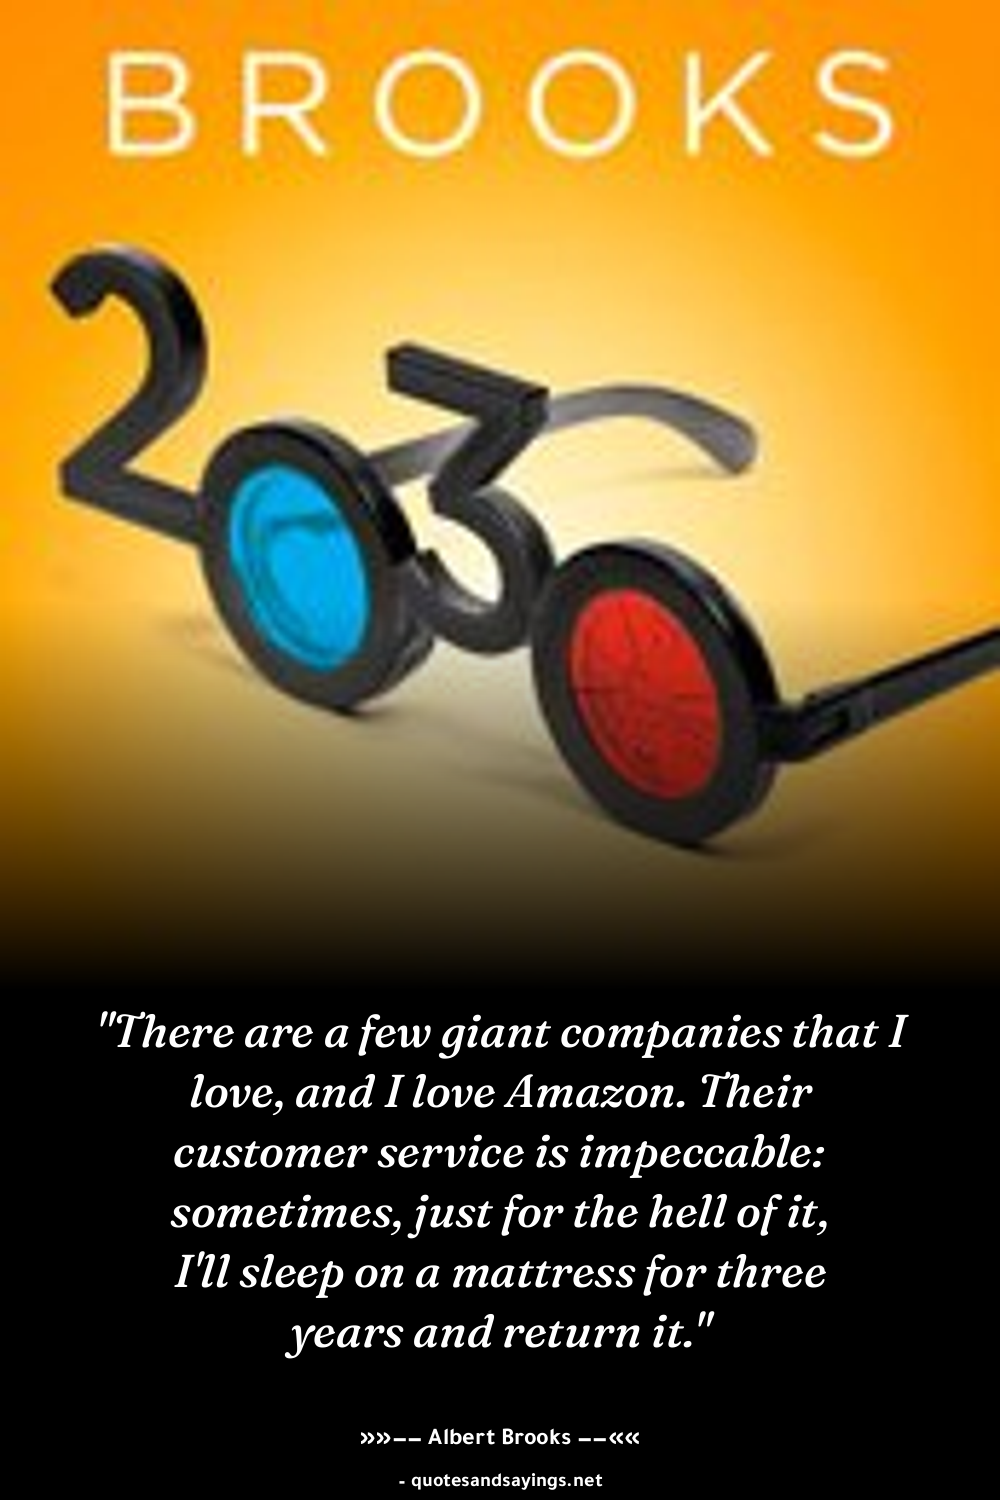 BROOKS
2030
"There are a few giant companies that I
love, and I love Amazon. Their
customer service is impeccable:
sometimes, just for the hell of it,
I'll sleep on a mattress for three
years and return it."
»»–– Albert Brooks ––««
- quotesandsayings.net